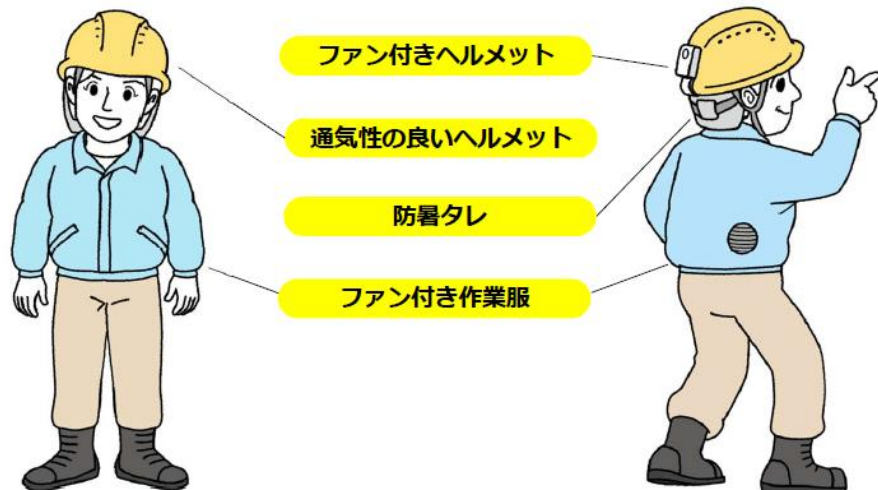 ファン付きヘルメット
通気性の良いヘルメット
防暑タレ
ファン付き作業服